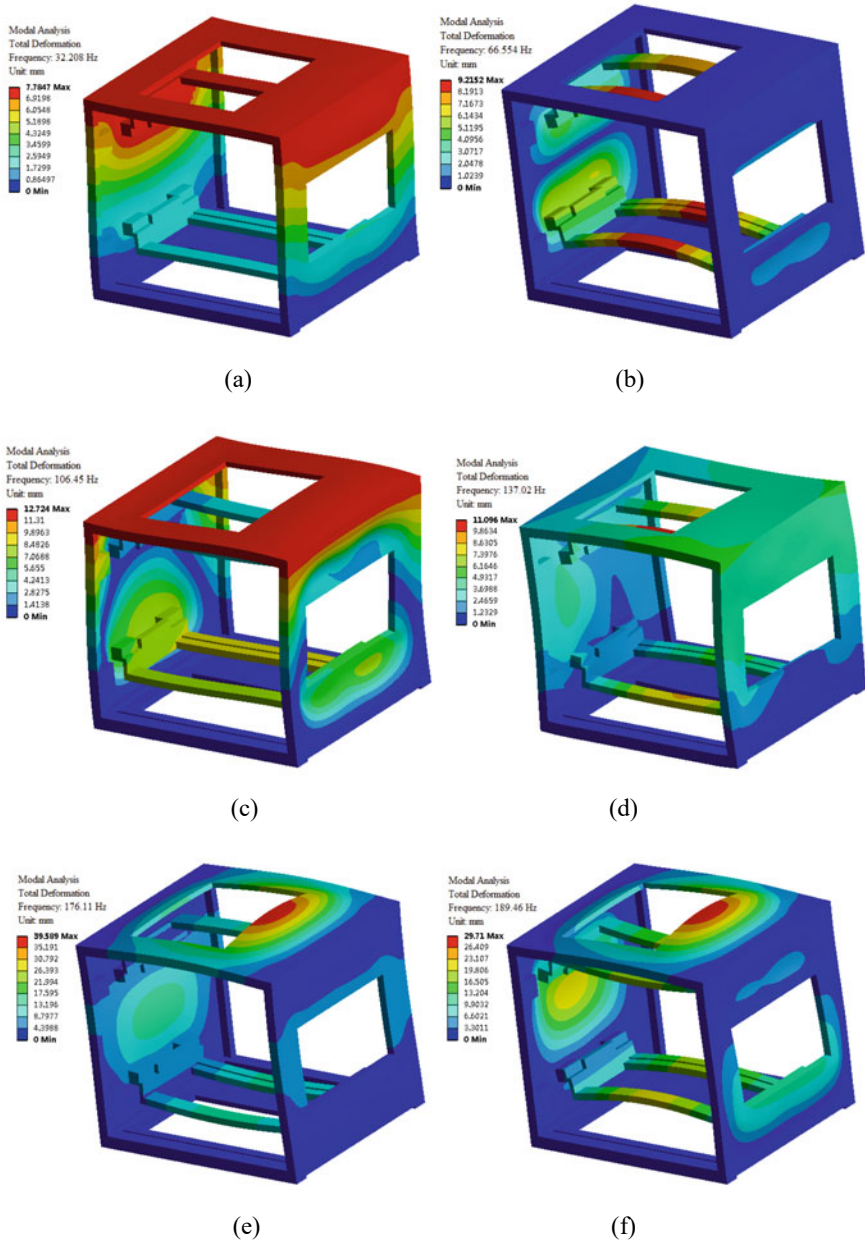 Modal Analysis
Total Deformation
Frequency: 32.208 Hz
Unit: mm
7.7847 Max
6.9198
6.0548
5.1898
4.3249
3.4599
2.5949
1.7299
0.86497
0 Min
(a)
Modal Analysis
Total Deformation
Frequency: 66.554 Hz
Unit: mm
9.2152 Max
8.1913
7.1673
6.1434
5.1195
4.0956
3.0717
2.0478
1.0239
0 Min
(b)
Modal Analysis
Total Deformation
Frequency: 106.45 Hz
Unit: mm
12.724 Max
11.31
9.8963
8.4826
7.0688
5.655
4.2413
2.8275
1.4138
0 Min
(c)
Modal Analysis
Total Deformation
Frequency: 137.02 Hz
Unit: mm
11.096 Max
9.8634
8.6305
7.3976
6.1646
4.9317
3.6988
2.4659
1.2329
0 Min
(d)
Modal Analysis
Total Deformation
Frequency: 176.11 Hz
Unit: mm
39.589 Max
35.191
30.792
26.393
21.994
17.595
13.196
8.7977
4.3988
0 Min
(e)
Modal Analysis
Total Deformation
Frequency: 189.46 Hz
Unit: mm
29.71 Max
26.409
23.107
19.806
16.505
13.204
9.9032
6.6021
3.3011
0 Min
(f)